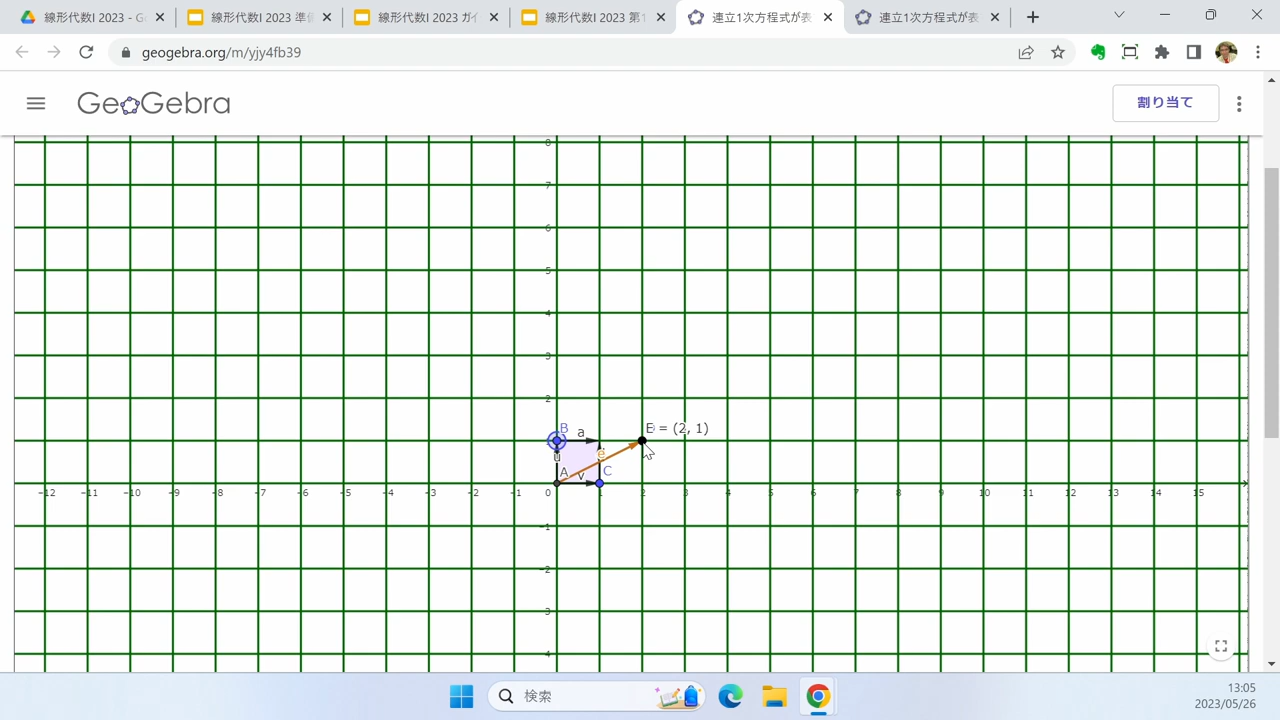 線形代数I 2023 - G
線形代数I 2023 準備
線形代数I 2023 ガイ
線形代数I 2023 第1
連立1次方程式が表
連立1次方程式が表
geogebra.org/m/yjy4fb39
GeoGebra
割り当て
8
7
6
5
4
3
2
B a E = (2, 1)
u e
A v C
-12 -11 -10 -9 -8 -7 -6 -5 -4 -3 -2 -1 0 1 2 3 4 5 6 7 8 9 10 11 12 13 14 15
-1
-2
3
4
検索
13:05
2023/05/26